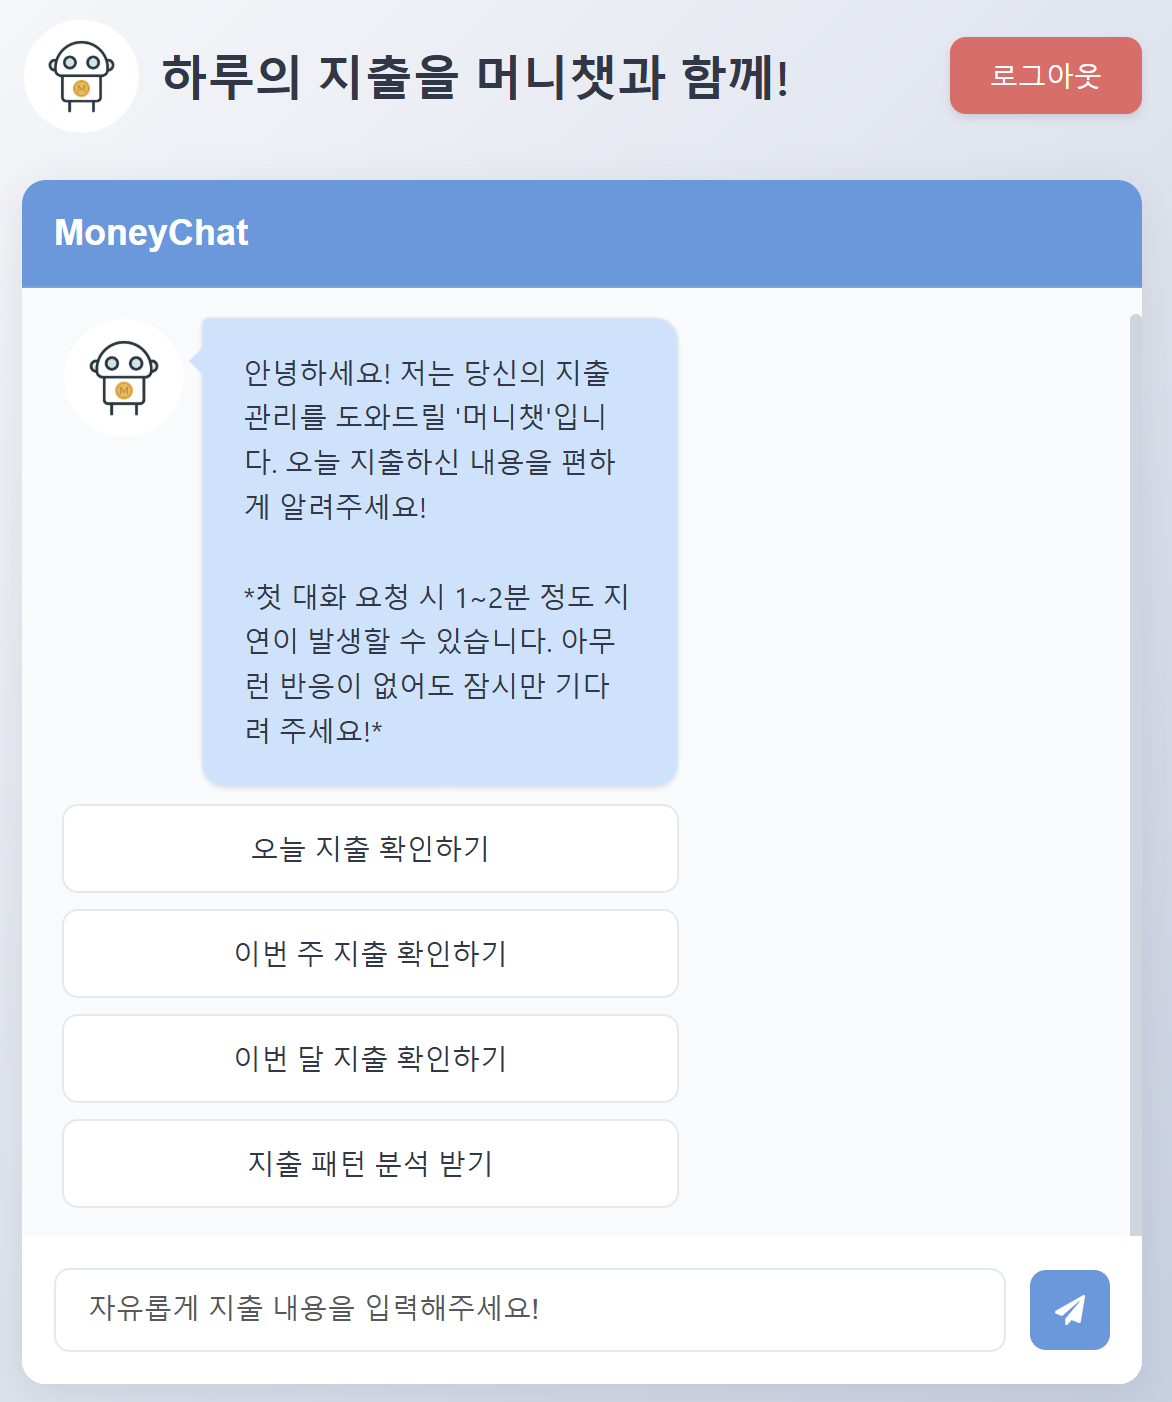 하루의 지출을 머니챗과 함께!
로그아웃
MoneyChat
안녕하세요! 저는 당신의 지출
관리를 도와드릴 '머니챗'입니
다. 오늘 지출하신 내용을 편하
게 알려주세요!
*첫 대화 요청 시 1~2분 정도 지
연이 발생할 수 있습니다. 아무
런 반응이 없어도 잠시만 기다
려 주세요!*
오늘 지출 확인하기
이번 주 지출 확인하기
이번 달 지출 확인하기
지출 패턴 분석 받기
자유롭게 지출 내용을 입력해주세요!